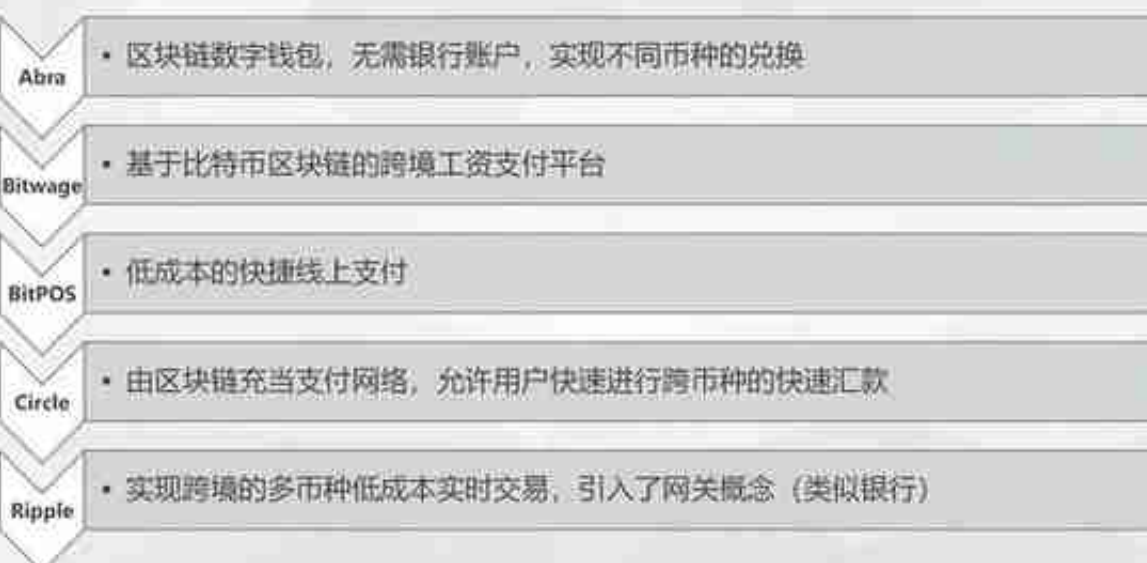 Abra
• 区块链数字钱包，无需银行账户，实现不同币种的兑换
Bitwage
• 基于比特币区块链的跨境工资支付平台
BitPOS
• 低成本的快捷线上支付
Circle
• 由区块链充当支付网络，允许用户快速进行跨币种的快速汇款
Ripple
• 实现跨境的多币种低成本实时交易，引入了网关概念（类似银行）